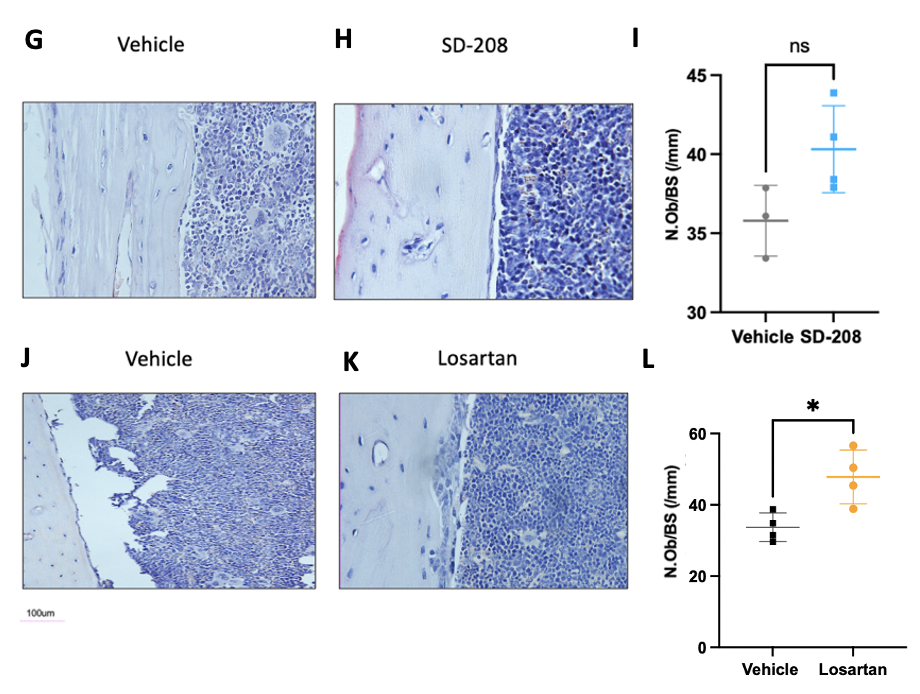 G Vehicle
H SD-208
I
ns
45
40
35
30
N.Ob/BS (/mm)
Vehicle SD-208
J Vehicle
K Losartan
L
*
60
40
20
0
N.Ob/BS (/mm)
Vehicle Losartan
100um